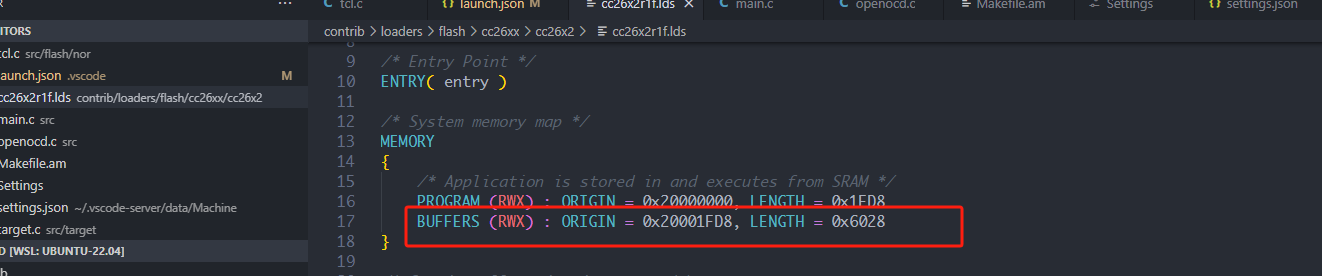 tcl.c
launch.json M
cc26x2r1f.lds
main.c
openocd.c
Makefile.am
Settings
settings.json
ITORS
contrib > loaders > flash > cc26xx > cc26x2 > cc26x2r1f.lds
tcl.c src/flash/nor
launch.json .vscode M
cc26x2r1f.lds contrib/loaders/flash/cc26xx/cc26x2
main.c src
openocd.c src
Makefile.am
Settings
settings.json ~/.vscode-server/data/Machine
target.c src/target
D [WSL: UBUNTU-22.04]
9 /* Entry Point */
10 ENTRY( entry )
11
12 /* System memory map */
13 MEMORY
14 {
15 /* Application is stored in and executes from SRAM */
16 PROGRAM (RWX) : ORIGIN = 0x20000000, LENGTH = 0x1FD8
17 BUFFERS (RWX) : ORIGIN = 0x20001FD8, LENGTH = 0x6028
18 }
19